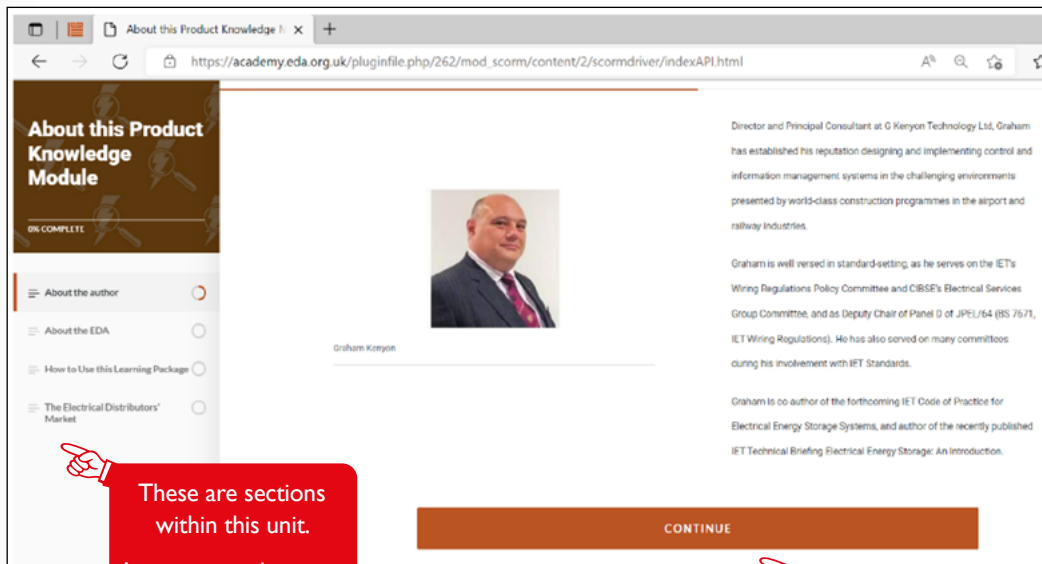 About this Product Knowledge M
https://academy.eda.org.uk/pluginfile.php/262/mod_scorm/content/2/scormdriver/indexAPI.html
About this Product
Knowledge
Module
0% COMPLETE
About the author
About the EDA
How to Use this Learning Package
The Electrical Distributors'
Market
These are sections
within this unit.
Graham Kenyon
Director and Principal Consultant at G Kenyon Technology Ltd, Graham
has established his reputation designing and implementing control and
information management systems in the challenging environments
presented by world-class construction programmes in the airport and
railway industries.
Graham is well versed in standard-setting, as he serves on the IET's
Wiring Regulations Policy Committee and CIBSE's Electrical Services
Group Committee, and as Deputy Chair of Panel D of JPEL/64 (BS 7671,
IET Wiring Regulations). He has also served on many committees
during his involvement with IET Standards.
Graham is co-author of the forthcoming IET Code of Practice for
Electrical Energy Storage Systems, and author of the recently published
IET Technical Briefing Electrical Energy Storage: An Introduction.
CONTINUE